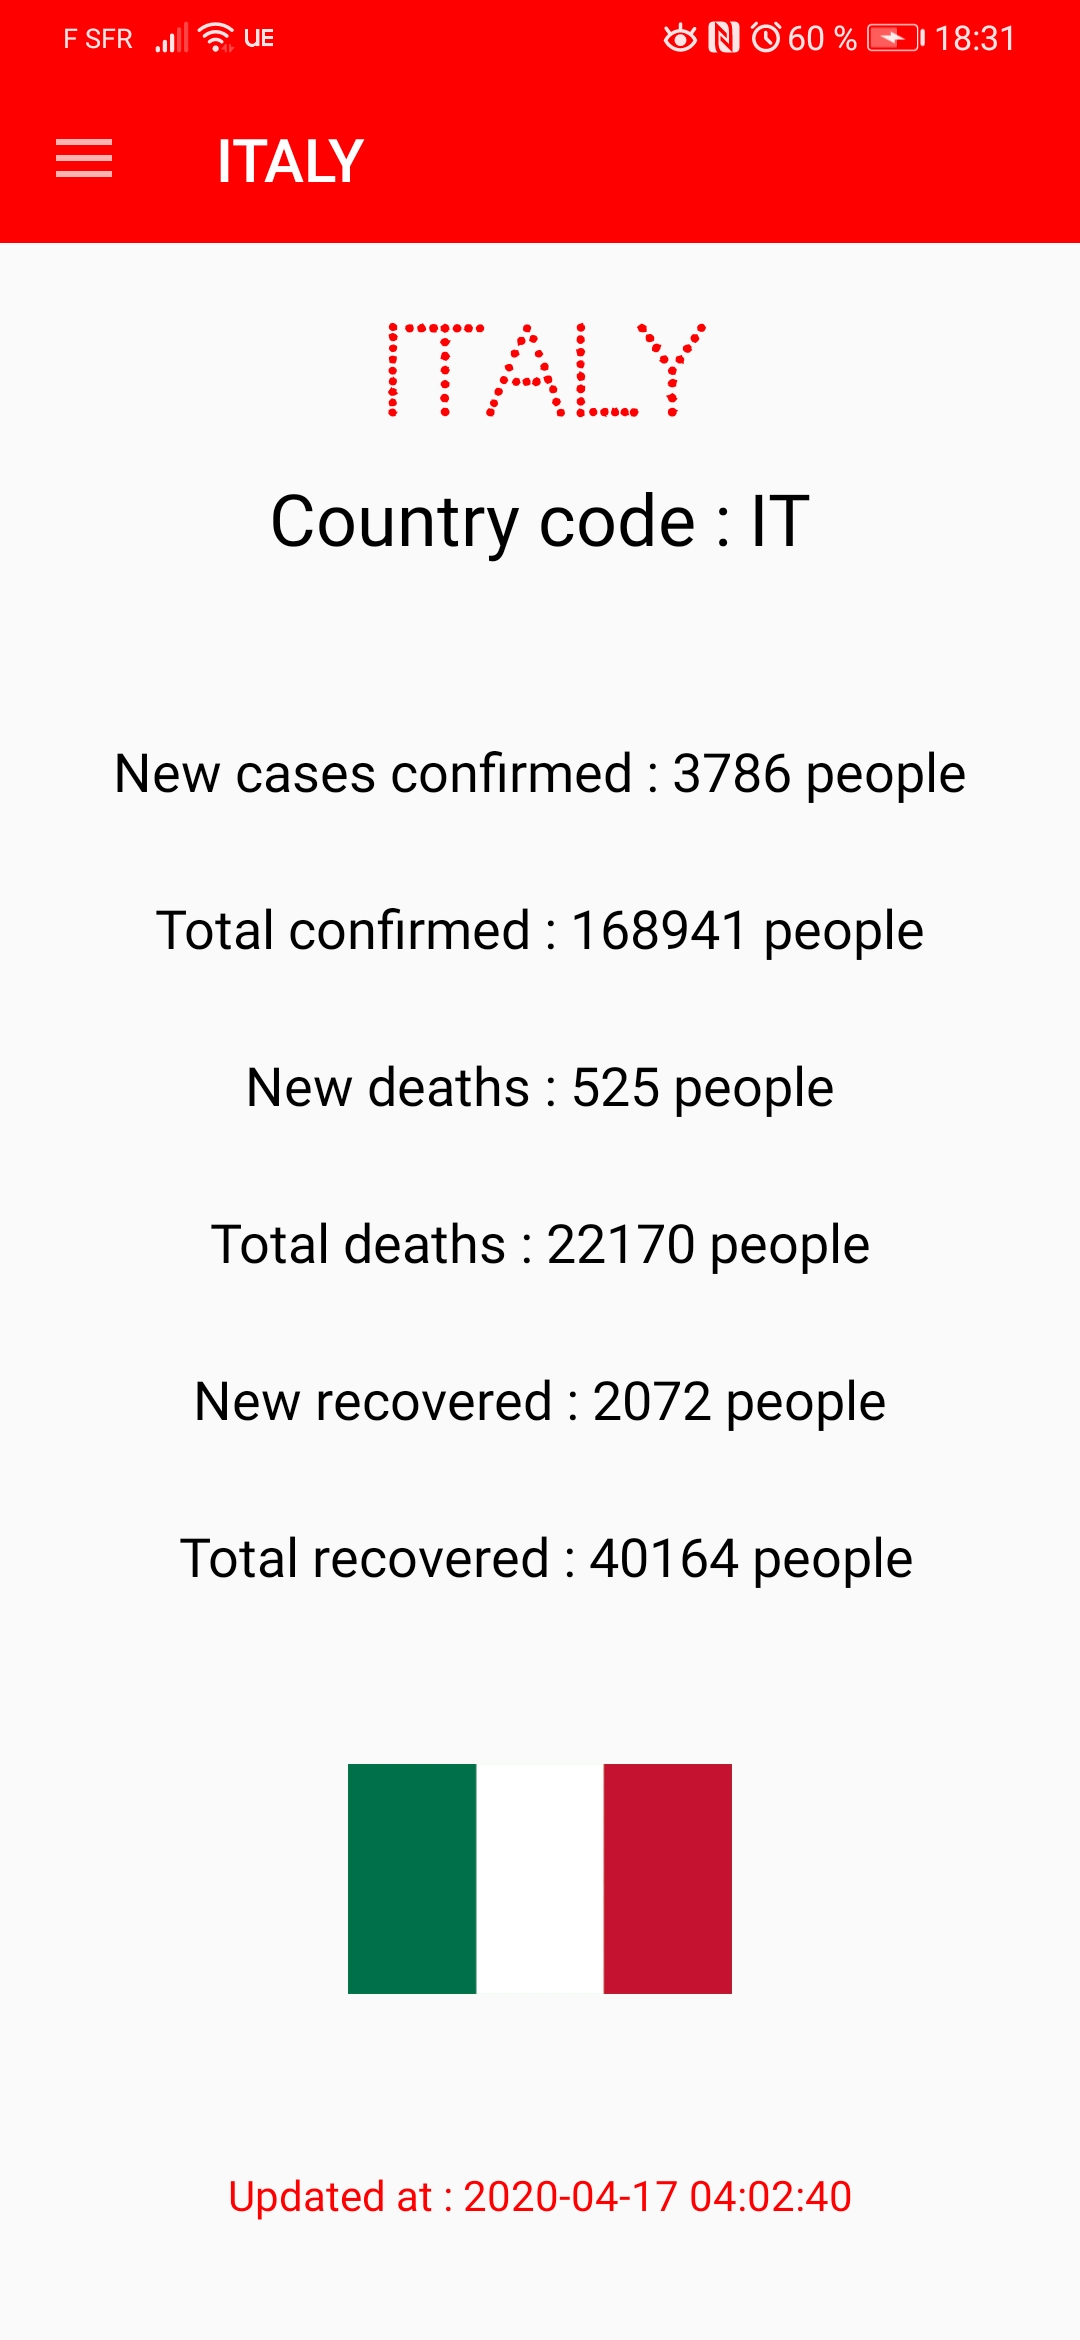 F SFR UE 60 % 18:31
ITALY
ITALY
Country code : IT
New cases confirmed : 3786 people
Total confirmed : 168941 people
New deaths : 525 people
Total deaths : 22170 people
New recovered : 2072 people
Total recovered : 40164 people
Updated at : 2020-04-17 04:02:40